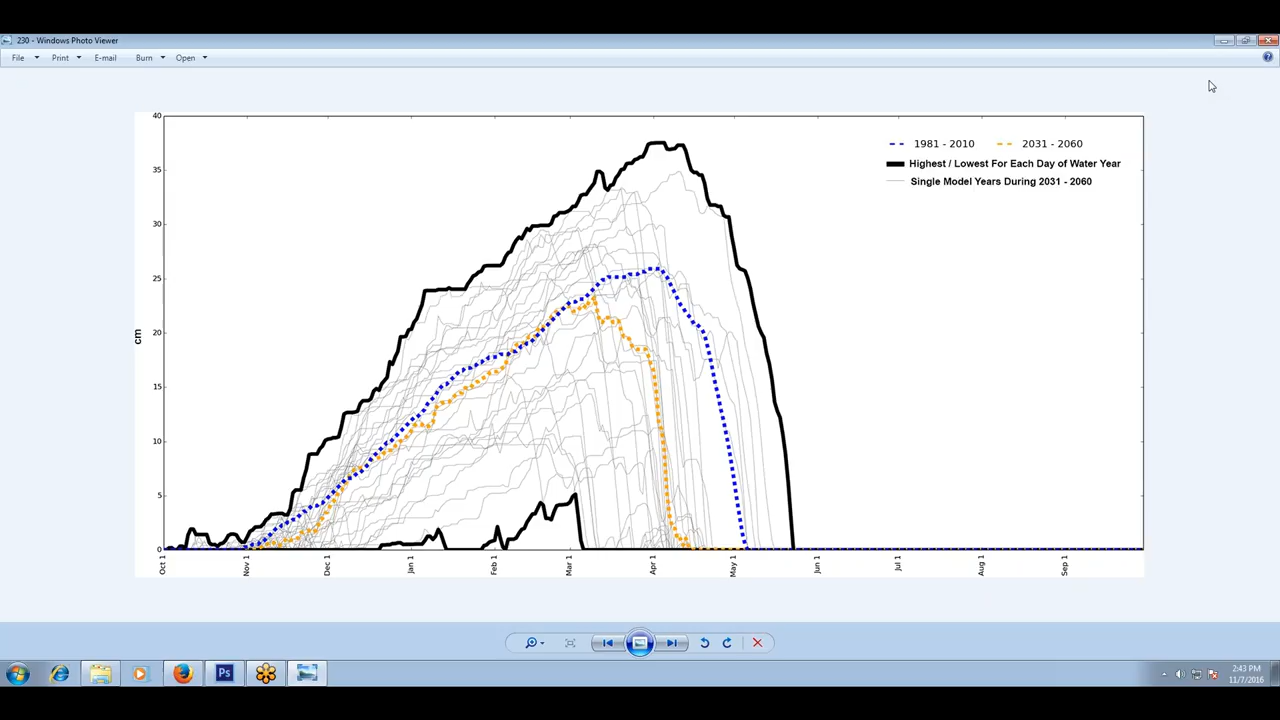 230 - Windows Photo Viewer
File Print E-mail Burn Open
40
35
30
25
20
15
10
5
0
cm
1981 - 2010 2031 - 2060
Highest / Lowest For Each Day of Water Year
Single Model Years During 2031 - 2060
Oct 1 Nov 1 Dec 1 Jan 1 Feb 1 Mar 1 Apr 1 May 1 Jun 1 Jul 1 Aug 1 Sep 1
Ps
2:43 PM
11/7/2016